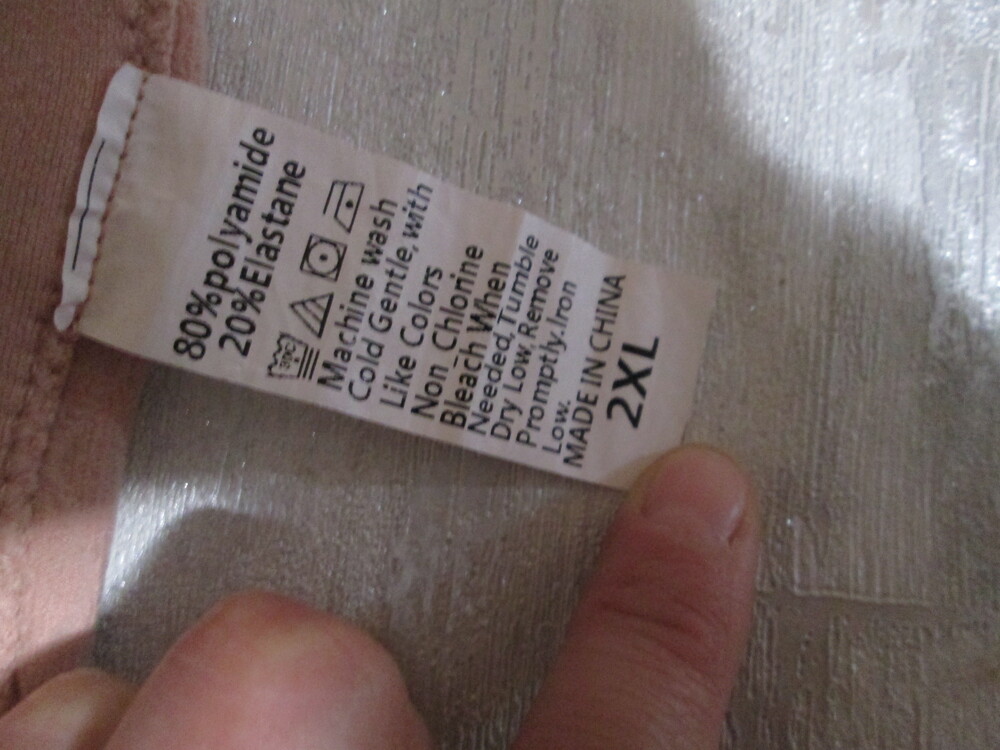 80%polyamide
20%Elastane
30C
Machine wash
Cold Gentle, with
Like Colors
Non Chlorine
Bleach When
Needed,Tumble
Dry Low, Remove
Promptly.Iron
Low.
MADE IN CHINA
2XL